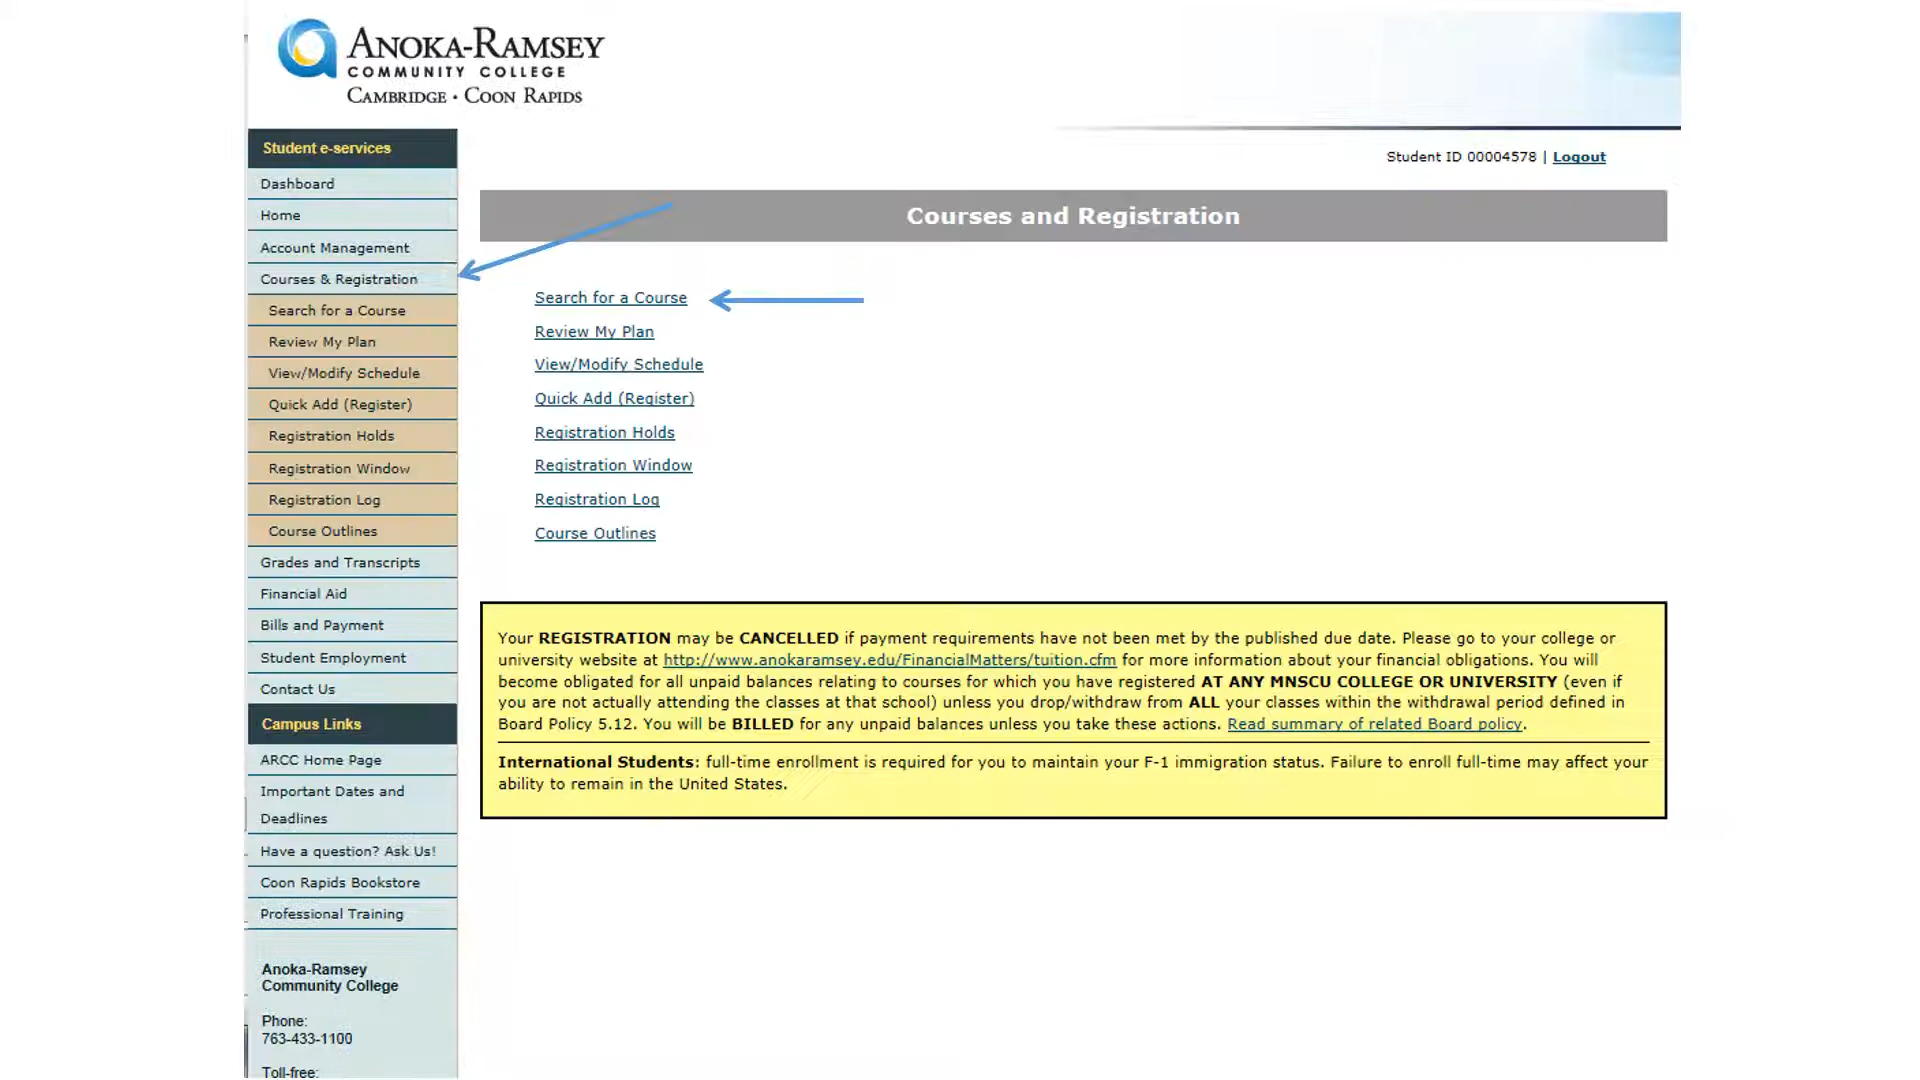 ANOKA-RAMSEY
COMMUNITY COLLEGE
CAMBRIDGE • COON RAPIDS
Student e-services
Dashboard
Home
Account Management
Courses & Registration
Search for a Course
Review My Plan
View/Modify Schedule
Quick Add (Register)
Registration Holds
Registration Window
Registration Log
Course Outlines
Grades and Transcripts
Financial Aid
Bills and Payment
Student Employment
Contact Us
Campus Links
ARCC Home Page
Important Dates and
Deadlines
Have a question? Ask Us!
Coon Rapids Bookstore
Professional Training
Anoka-Ramsey
Community College
Phone:
763-433-1100
Toll-free:
Student ID 00004578 | Logout
Courses and Registration
Search for a Course
Review My Plan
View/Modify Schedule
Quick Add (Register)
Registration Holds
Registration Window
Registration Log
Course Outlines
Your REGISTRATION may be CANCELLED if payment requirements have not been met by the published due date. Please go to your college or
university website at http://www.anokaramsey.edu/FinancialMatters/tuition.cfm for more information about your financial obligations. You will
become obligated for all unpaid balances relating to courses for which you have registered AT ANY MNSCU COLLEGE OR UNIVERSITY (even if
you are not actually attending the classes at that school) unless you drop/withdraw from ALL your classes within the withdrawal period defined in
Board Policy 5.12. You will be BILLED for any unpaid balances unless you take these actions. Read summary of related Board policy.
International Students: full-time enrollment is required for you to maintain your F-1 immigration status. Failure to enroll full-time may affect your
ability to remain in the United States.